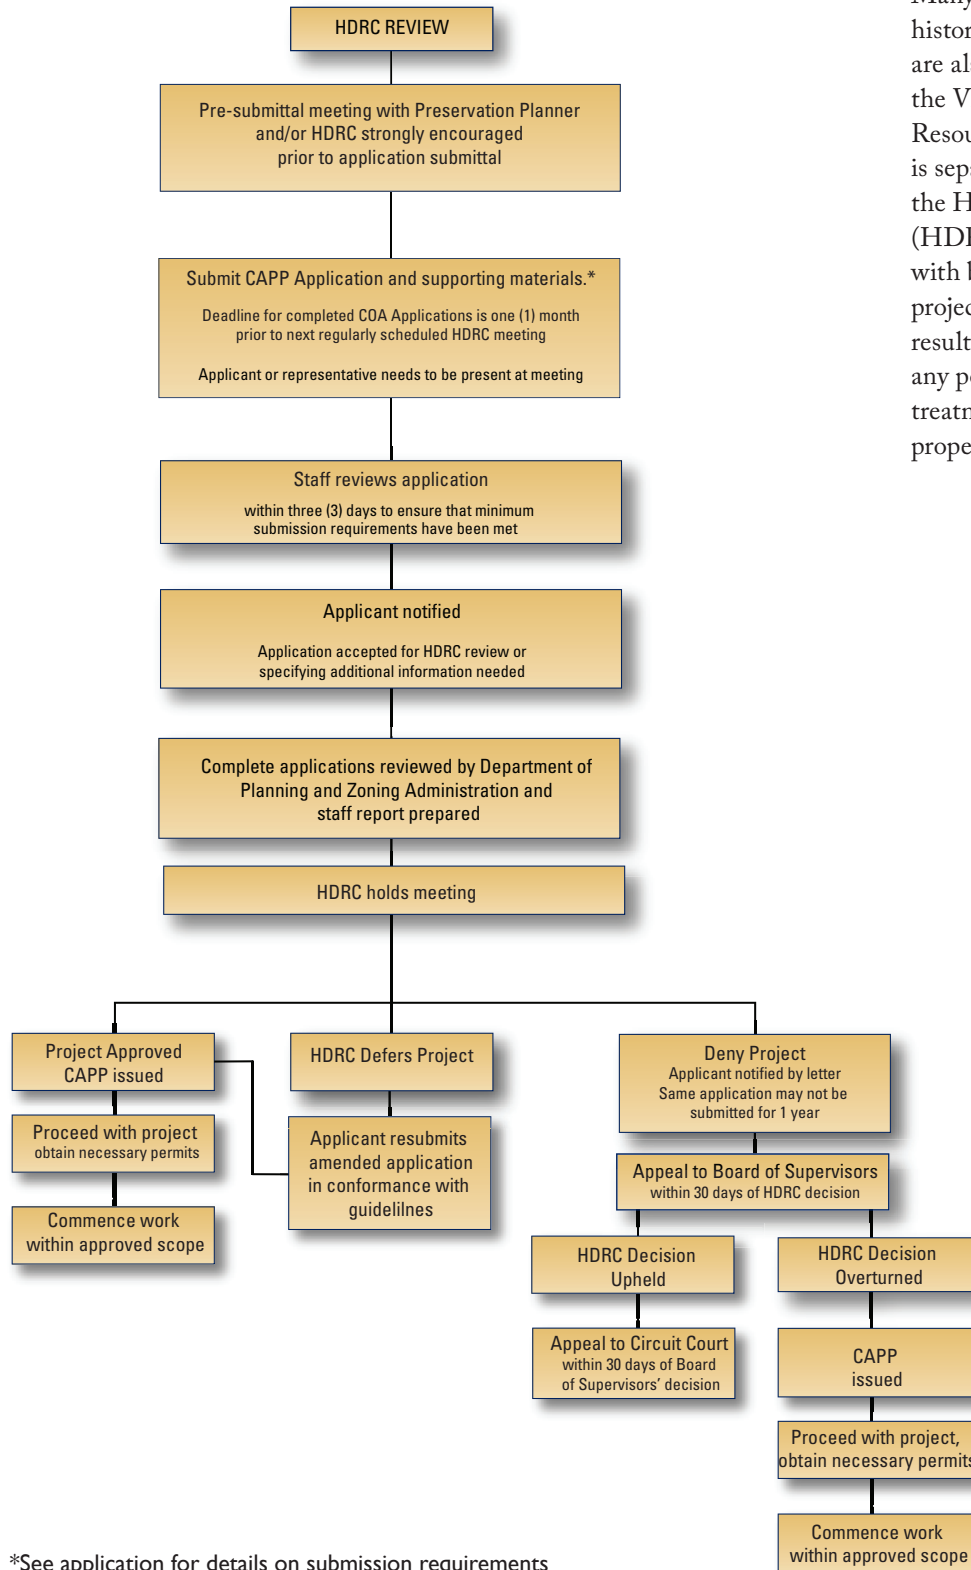 HDRC REVIEW
Pre-submittal meeting with Preservation Planner
and/or HDRC strongly encouraged
prior to application submittal
Submit CAPP Application and supporting materials.*
Deadline for completed COA Applications is one (1) month
prior to next regularly scheduled HDRC meeting
Applicant or representative needs to be present at meeting
Staff reviews application
within three (3) days to ensure that minimum
submission requirements have been met
Applicant notified
Application accepted for HDRC review or
specifying additional information needed
Complete applications reviewed by Department of
Planning and Zoning Administration and
staff report prepared
HDRC holds meeting
Project Approved
CAPP issued
Proceed with project
obtain necessary permits
Commence work
within approved scope
HDRC Defers Project
Applicant resubmits
amended application
in conformance with
guidelilnes
Deny Project
Applicant notified by letter
Same application may not be
submitted for 1 year
Appeal to Board of Supervisors
within 30 days of HDRC decision
HDRC Decision
Upheld
Appeal to Circuit Court
within 30 days of Board
of Supervisors' decision
HDRC Decision
Overturned
CAPP
issued
Proceed with project,
obtain necessary permits
Commence work
within approved scope
*See application for details on submission requirements
Many
histor
are al
the V
Resou
is sep
the H
(HD
with b
projec
result
any p
treatn
prope